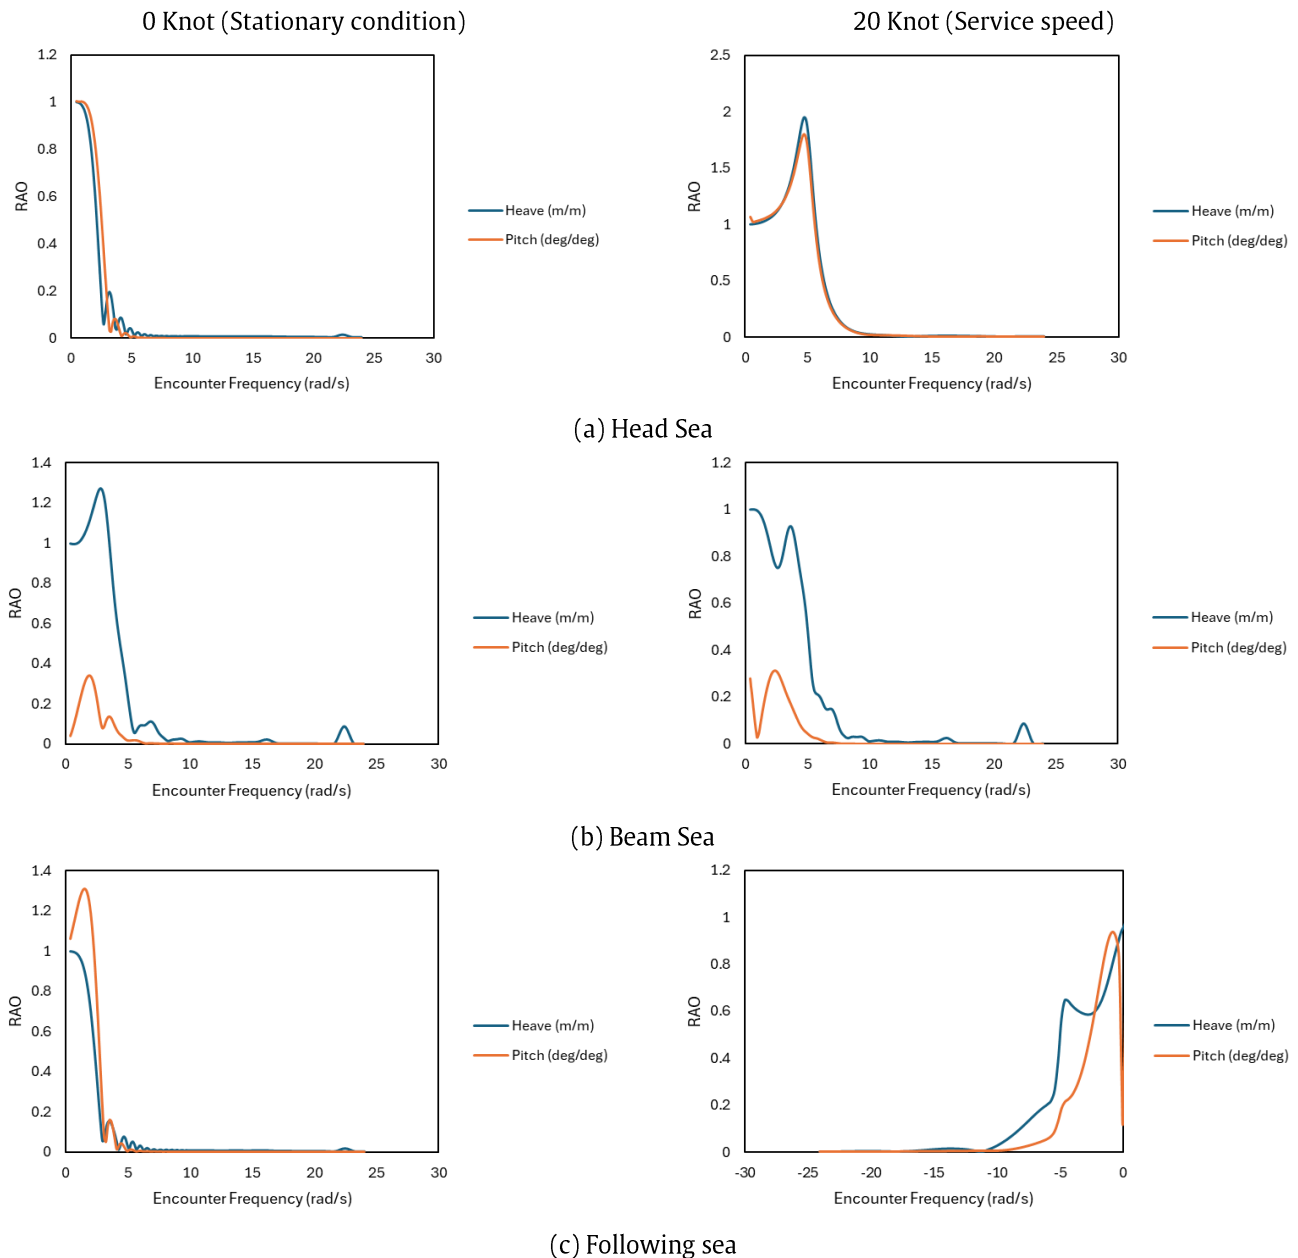 0 Knot (Stationary condition)
20 Knot (Service speed)
1.2
1
0.8
0.6
0.4
0.2
0
RAO
0 5 10 15 20 25 30
Encounter Frequency (rad/s)
Heave (m/m)
Pitch (deg/deg)
2.5
2
1.5
1
0.5
0
RAO
0 5 10 15 20 25 30
Encounter Frequency (rad/s)
Heave (m/m)
Pitch (deg/deg)
(a) Head Sea
1.4
1.2
1
0.8
0.6
0.4
0.2
0
RAO
0 5 10 15 20 25 30
Encounter Frequency (rad/s)
Heave (m/m)
Pitch (deg/deg)
1.2
1
0.8
0.6
0.4
0.2
0
RAO
0 5 10 15 20 25 30
Encounter Frequency (rad/s)
Heave (m/m)
Pitch (deg/deg)
(b) Beam Sea
1.4
1.2
1
0.8
0.6
0.4
0.2
0
RAO
0 5 10 15 20 25 30
Encounter Frequency (rad/s)
Heave (m/m)
Pitch (deg/deg)
1.2
1
0.8
0.6
0.4
0.2
0
RAO
-30 -25 -20 -15 -10 -5 0
Encounter Frequency (rad/s)
Heave (m/m)
Pitch (deg/deg)
(c) Following sea